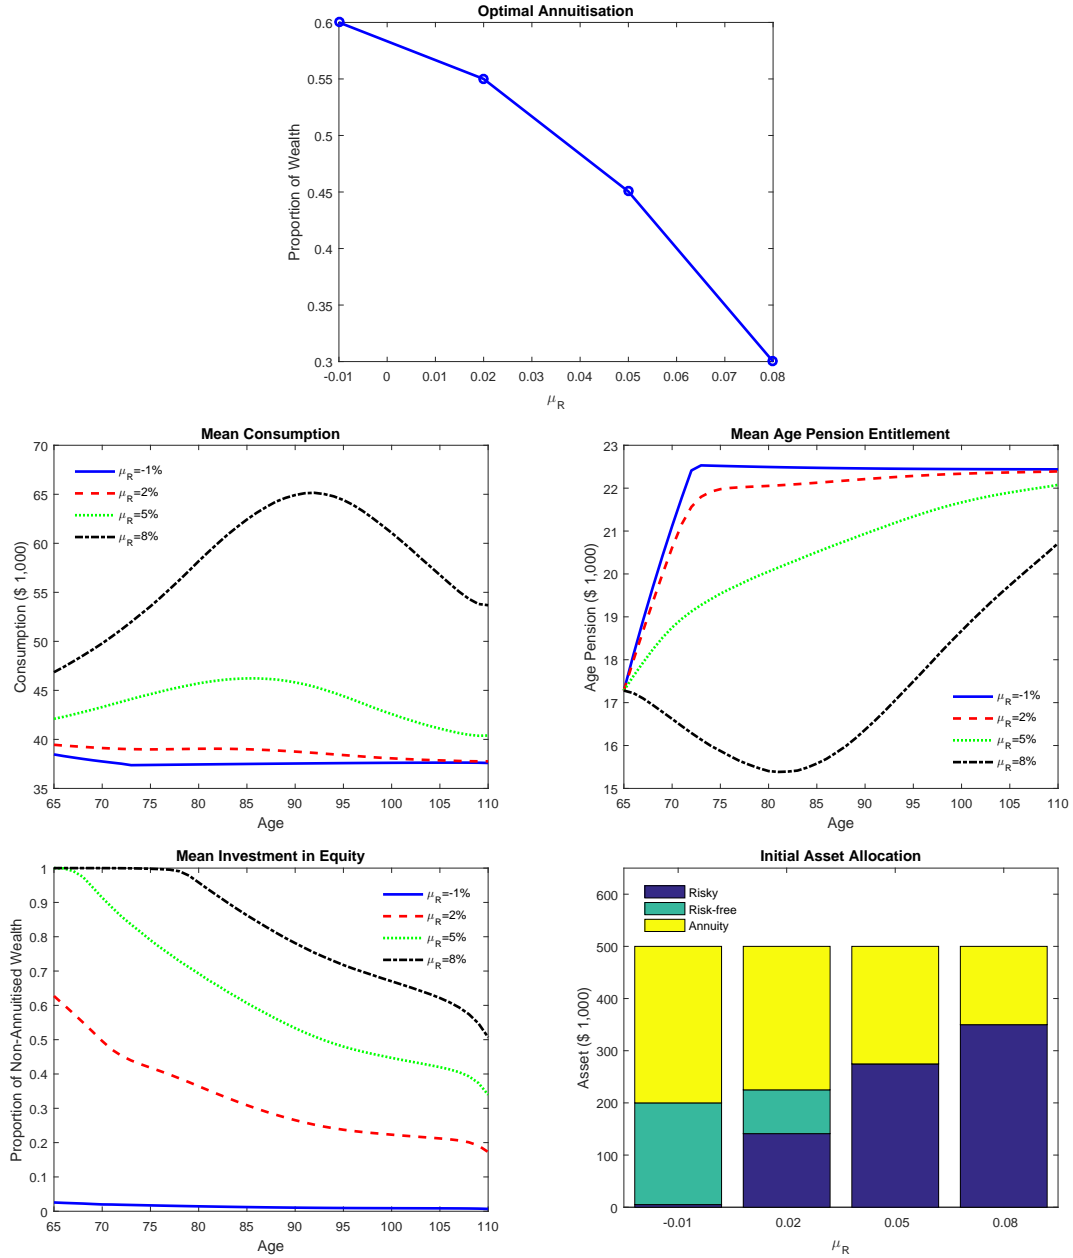 Optimal Annuitisation
Proportion of Wealth
0.6
0.55
0.5
0.45
0.4
0.35
0.3
-0.01 0 0.01 0.02 0.03 0.04 0.05 0.06 0.07 0.08
μR
Mean Consumption
Consumption ($ 1,000)
70
65
60
55
50
45
40
35
μR=-1%
μR=2%
μR=5%
μR=8%
65 70 75 80 85 90 95 100 105 110
Age
Mean Age Pension Entitlement
Age Pension ($ 1,000)
23
22
21
20
19
18
17
16
15
μR=-1%
μR=2%
μR=5%
μR=8%
65 70 75 80 85 90 95 100 105 110
Age
Mean Investment in Equity
Proportion of Non-Annuitised Wealth
1
0.9
0.8
0.7
0.6
0.5
0.4
0.3
0.2
0.1
0
μR=-1%
μR=2%
μR=5%
μR=8%
65 70 75 80 85 90 95 100 105 110
Age
Initial Asset Allocation
Asset ($ 1,000)
600
500
400
300
200
100
0
Risky
Risk-free
Annuity
-0.01 0.02 0.05 0.08
μR